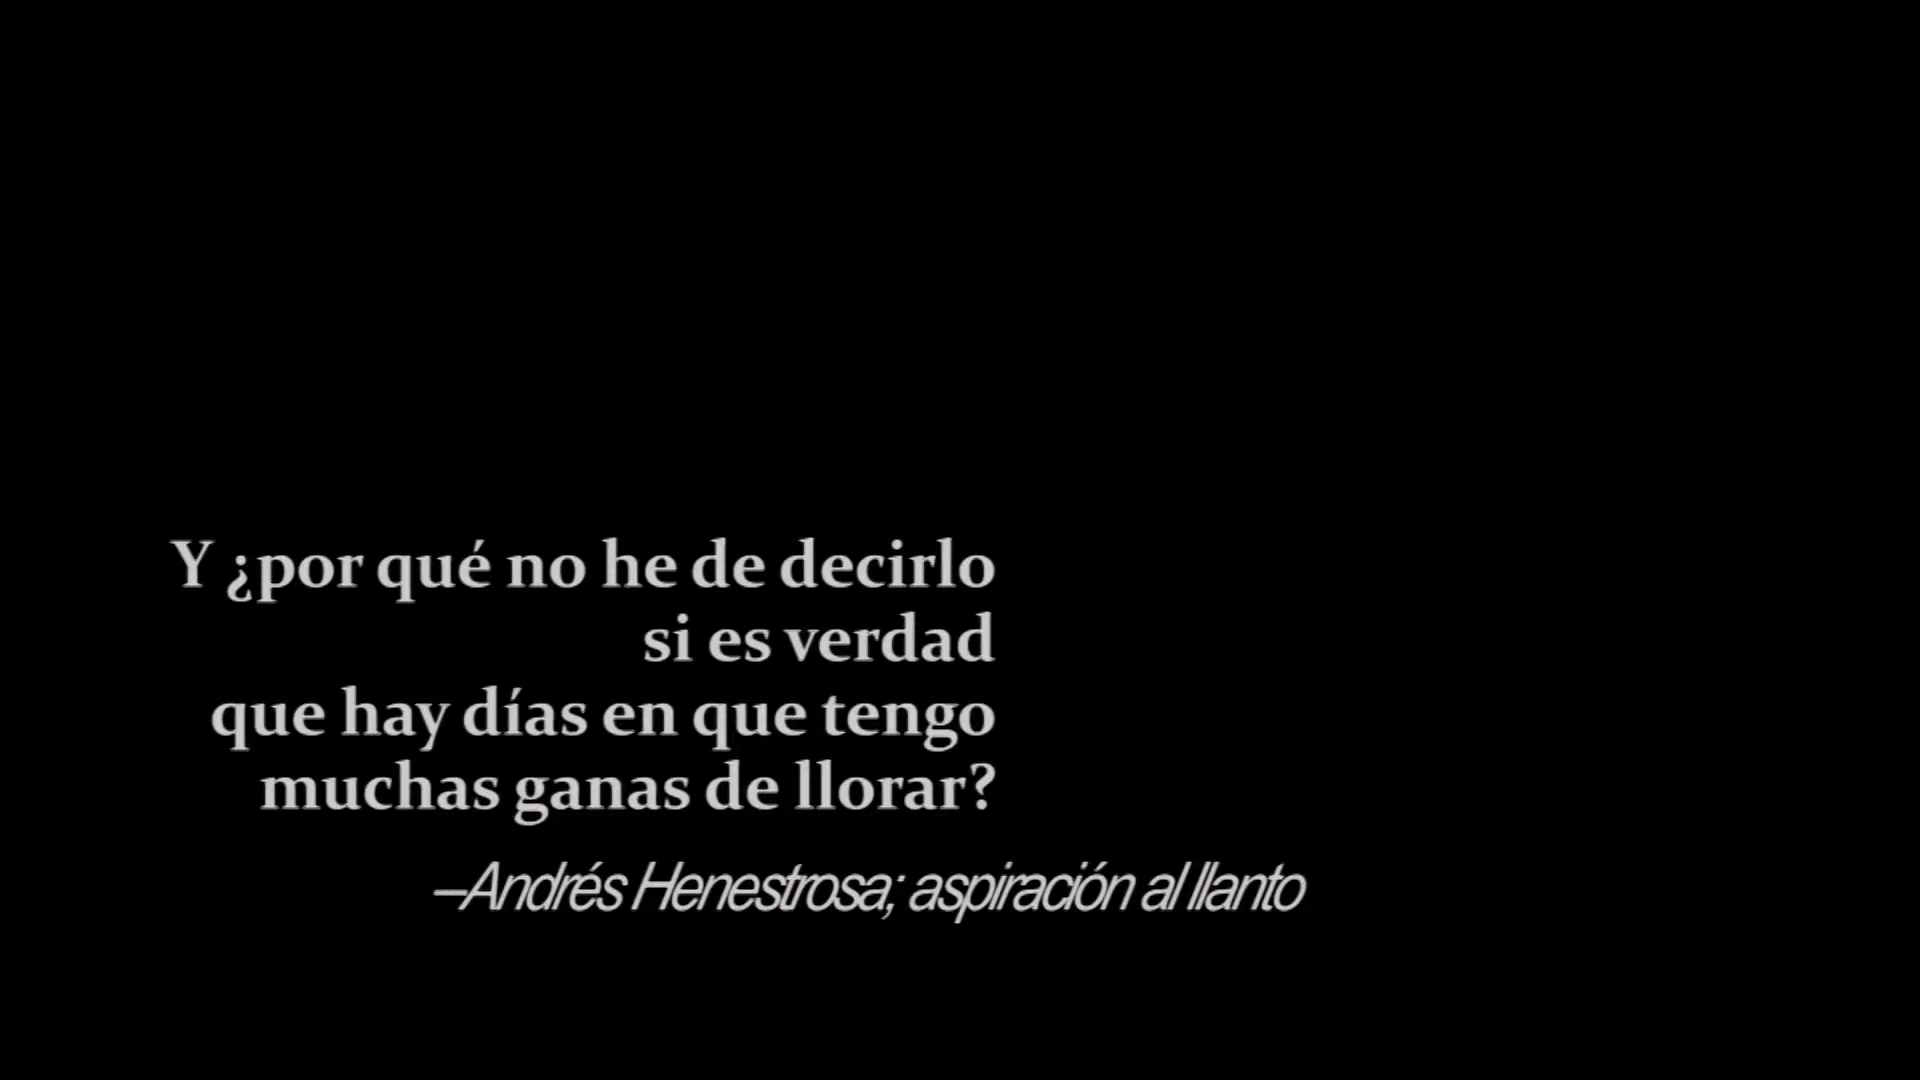 Y ¿por qué no he de decirlo
si es verdad
que hay días en que tengo
muchas ganas de llorar?
–Andrés Henestrosa; aspiración al llanto